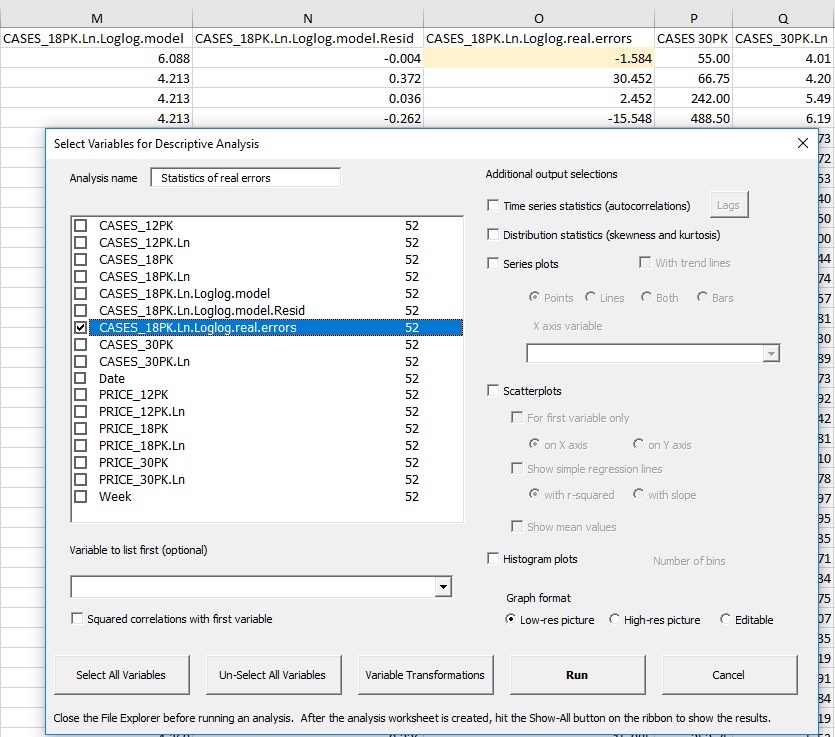 M N O P Q
CASES_18PK.Ln.Loglog.model CASES_18PK.Ln.Loglog.model.Resid CASES_18PK.Ln.Loglog.real.errors CASES 30PK CASES_30PK.Ln
6.088 -0.004 -1.584 55.00 4.01
4.213 0.372 30.452 66.75 4.20
4.213 0.036 2.452 242.00 5.49
4.213 -0.262 -15.548 488.50 6.19
Select Variables for Descriptive Analysis
Analysis name Statistics of real errors
CASES_12PK 52
CASES_12PK.Ln 52
CASES_18PK 52
CASES_18PK.Ln 52
CASES_18PK.Ln.Loglog.model 52
CASES_18PK.Ln.Loglog.model.Resid 52
CASES_18PK.Ln.Loglog.real.errors 52
CASES_30PK 52
CASES_30PK.Ln 52
Date 52
PRICE_12PK 52
PRICE_12PK.Ln 52
PRICE_18PK 52
PRICE_18PK.Ln 52
PRICE_30PK 52
PRICE_30PK.Ln 52
Week 52
Variable to list first (optional)
Squared correlations with first variable
Additional output selections
Time series statistics (autocorrelations) Lags
Distribution statistics (skewness and kurtosis)
Series plots With trend lines
Points Lines Both Bars
X axis variable
Scatterplots
For first variable only
on X axis on Y axis
Show simple regression lines
with r-squared with slope
Show mean values
Histogram plots Number of bins
Graph format
Low-res picture High-res picture Editable
Select All Variables Un-Select All Variables Variable Transformations Run Cancel
Close the File Explorer before running an analysis. After the analysis worksheet is created, hit the Show-All button on the ribbon to show the results.